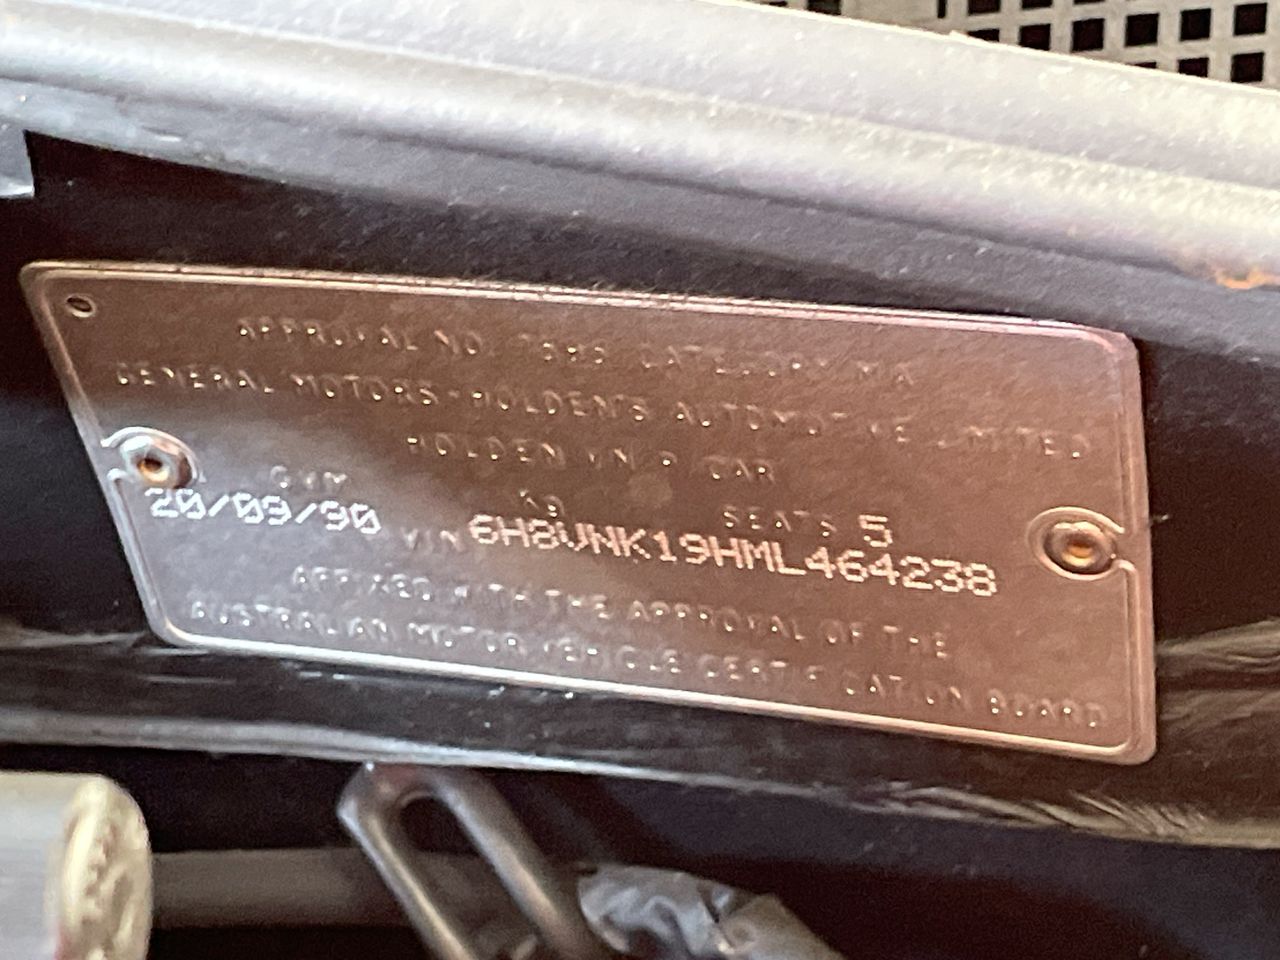 APPROVAL NO. CATEGORY MA
GENERAL MOTORS-HOLDEN'S AUTOMOTIVE LIMITED
HOLDEN VN P/CAR
GVM KG SEATS 5
20/09/90 VIN 6H8VNK19HML464238
AFFIXED WITH THE APPROVAL OF THE
AUSTRALIAN MOTOR VEHICLE CERTIFICATION BOARD